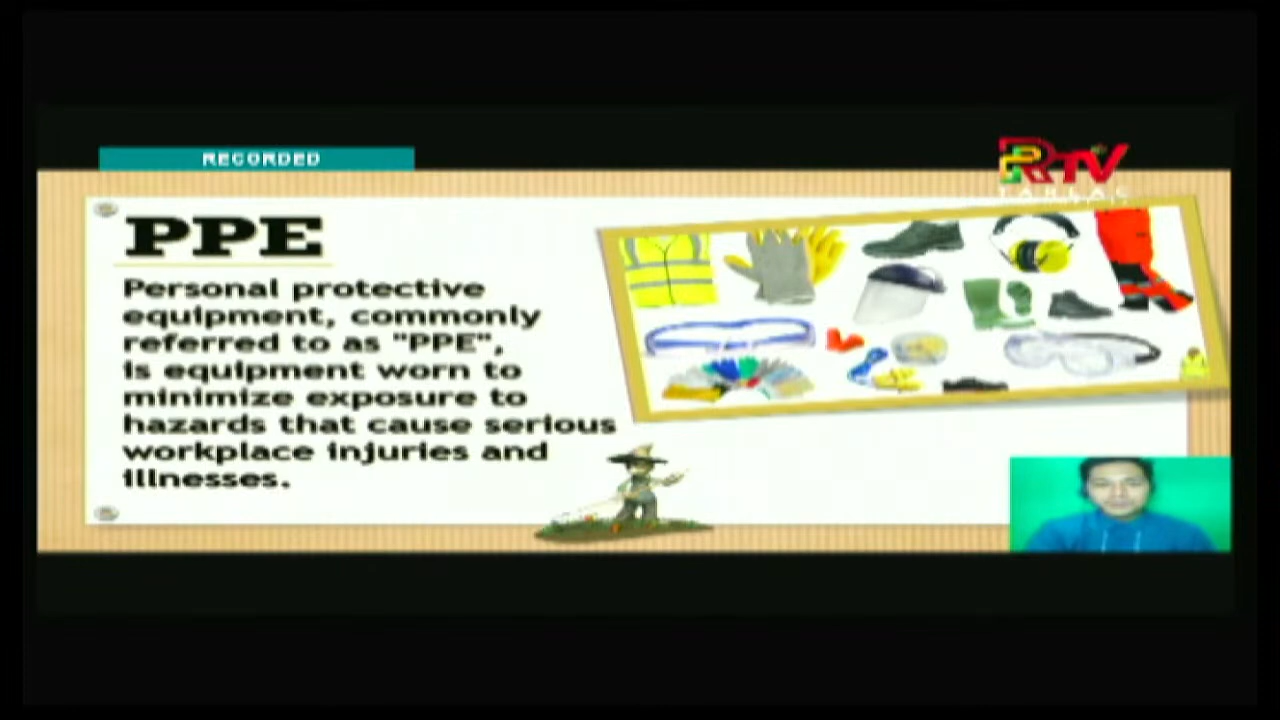 RECORDED
RTV
TARLAC
PPE
Personal protective
equipment, commonly
referred to as "PPE",
is equipment worn to
minimize exposure to
hazards that cause serious
workplace injuries and
illnesses.